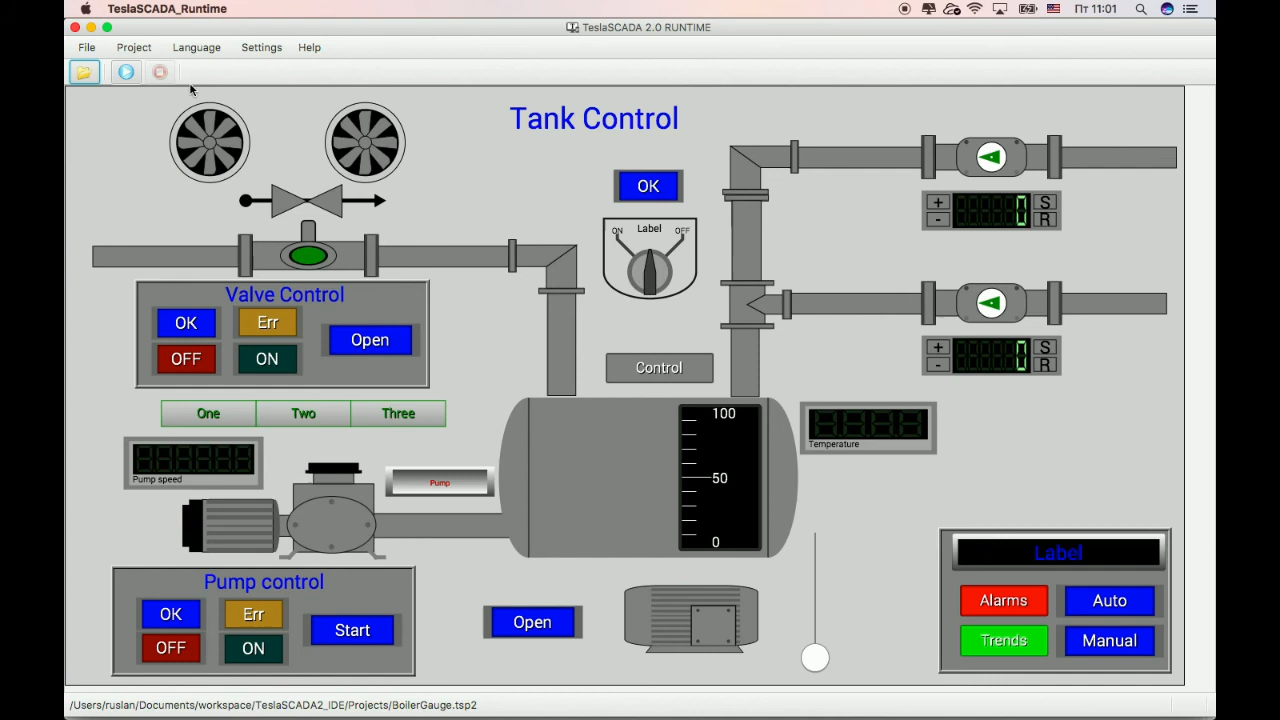 TeslaSCADA_Runtime
Пт 11:01
TeslaSCADA 2.0 RUNTIME
File Project Language Settings Help
Tank Control
OK
ON Label OFF
+ 0 S
- R
Valve Control
OK Err
Open
OFF ON
+ 0 S
- R
Control
One Two Three
100
50
0
Temperature
Pump speed
Pump
Label
Pump control
OK Err
Start
OFF ON
Open
Alarms Auto
Trends Manual
/Users/ruslan/Documents/workspace/TeslaSCADA2_IDE/Projects/BoilerGauge.tsp2